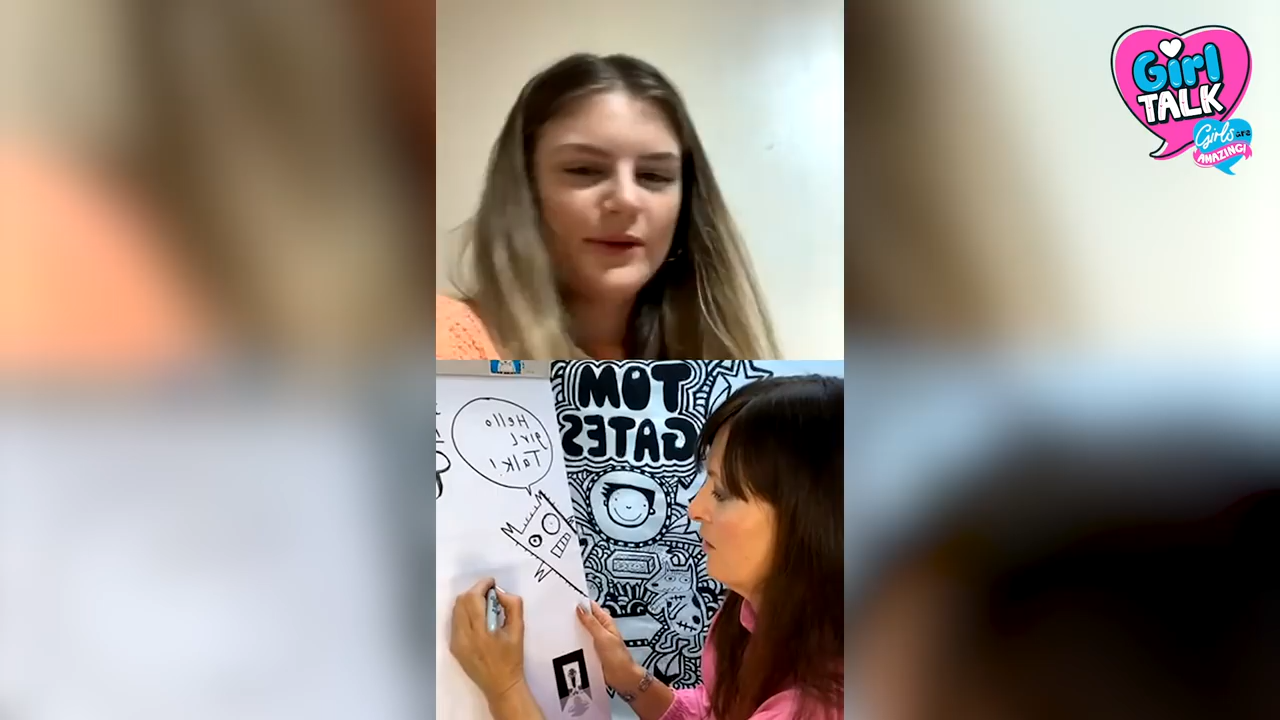 Girl
TALK
Girls are
AMAZING!
TOM
GATES
Hello
girl
Talk!